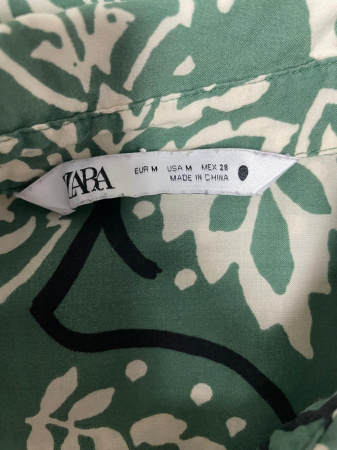 ZARA
EUR M USA M MEX 28
MADE IN CHINA